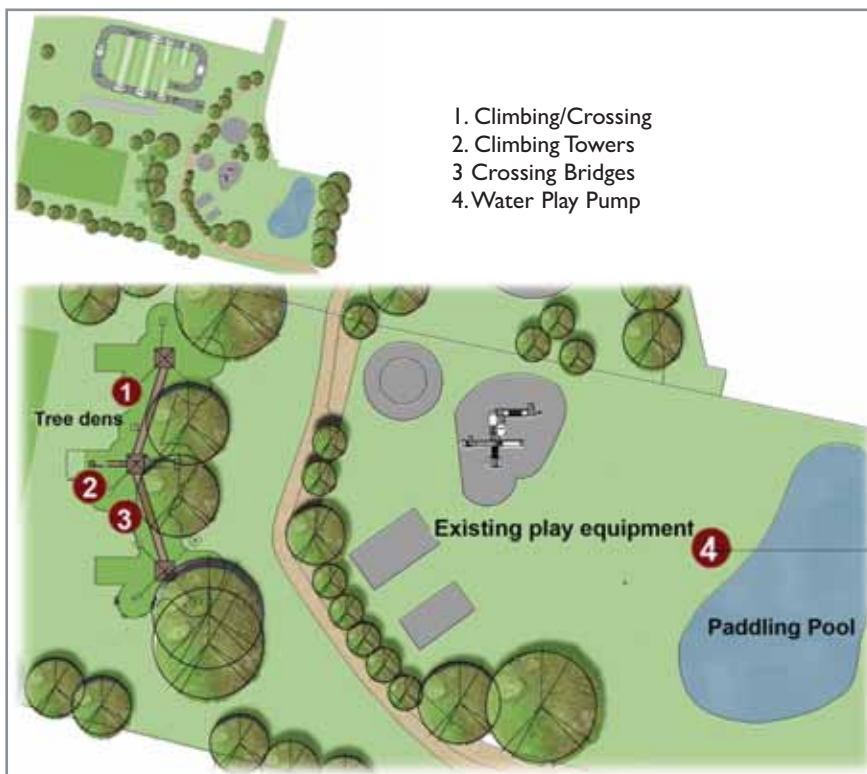 1. Climbing/Crossing
2. Climbing Towers
3 Crossing Bridges
4. Water Play Pump
1
Tree dens
2
3
Existing play equipment
4
Paddling Pool